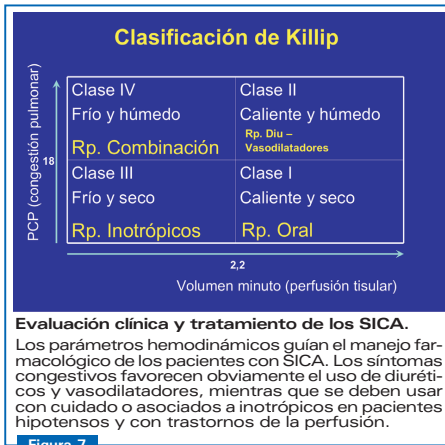 Clasificación de Killip
PCP (congestión pulmonar)
18
Clase IV
Frío y húmedo
Rp. Combinación
Clase II
Caliente y húmedo
Rp. Diu –
Vasodilatadores
Clase III
Frío y seco
Rp. Inotrópicos
Clase I
Caliente y seco
Rp. Oral
2,2
Volumen minuto (perfusión tisular)
Evaluación clínica y tratamiento de los SICA.
Los parámetros hemodinámicos guían el manejo far-
macológico de los pacientes con SICA. Los síntomas
congestivos favorecen obviamente el uso de diuréti-
cos y vasodilatadores, mientras que se deben usar
con cuidado o asociados a inotrópicos en pacientes
hipotensos y con trastornos de la perfusión.
Figura 7